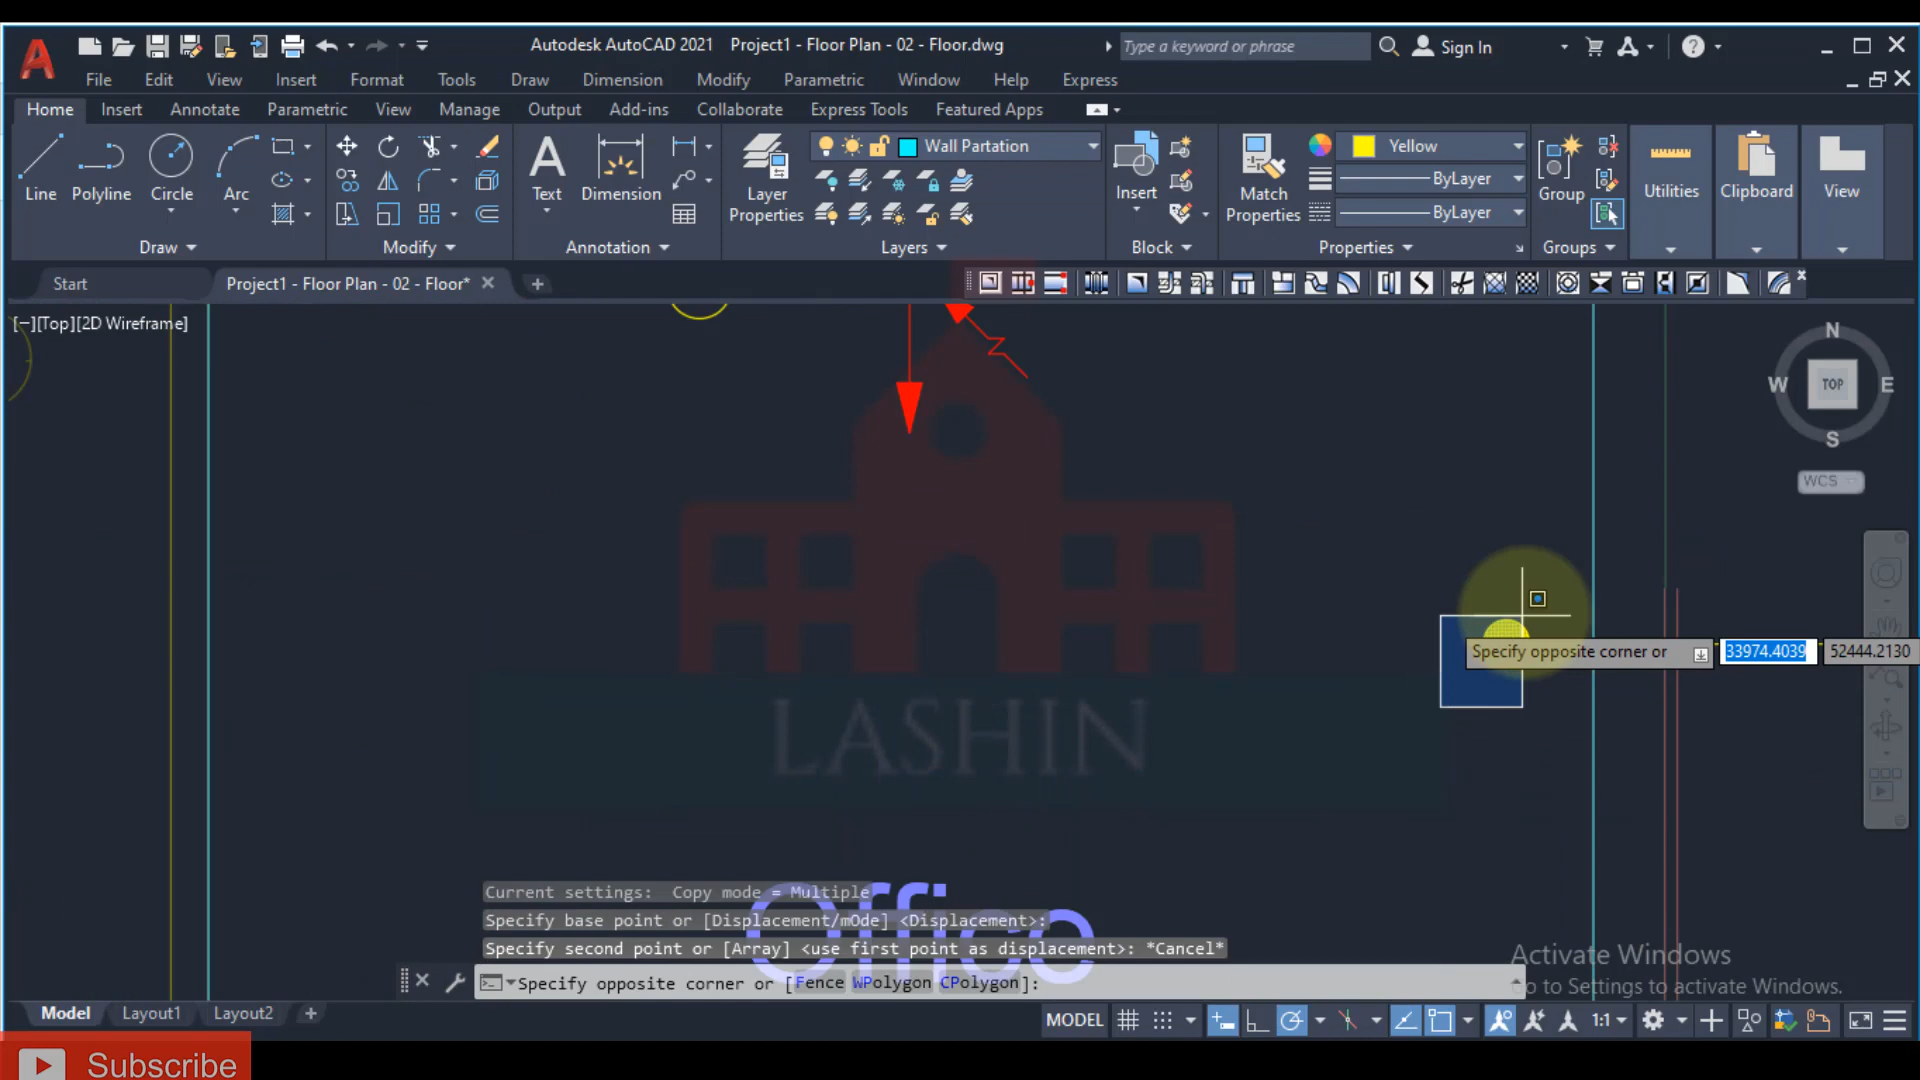 Autodesk AutoCAD 2021 Project1 - Floor Plan - 02 - Floor.dwg
Type a keyword or phrase
Sign In
File Edit View Insert Format Tools Draw Dimension Modify Parametric Window Help Express
Home Insert Annotate Parametric View Manage Output Add-ins Collaborate Express Tools Featured Apps
Line Polyline Circle Arc
Text Dimension
Layer Properties
Wall Partation
Insert
Match Properties
Yellow
ByLayer
ByLayer
Group
Utilities
Clipboard
View
Draw Modify Annotation Layers Block Properties Groups
Start
Project1 - Floor Plan - 02 - Floor*
[−][Top][2D Wireframe]
N
W TOP E
S
WCS
Specify opposite corner or 33974.4039 52444.2130
LASHIN
Office
Current settings: Copy mode = Multiple
Specify base point or [Displacement/mOde] <Displacement>:
Specify second point or [Array] <use first point as displacement>: *Cancel*
Specify opposite corner or [Fence WPolygon CPolygon]:
Activate Windows
Go to Settings to activate Windows.
Model Layout1 Layout2
MODEL
1:1
Subscribe